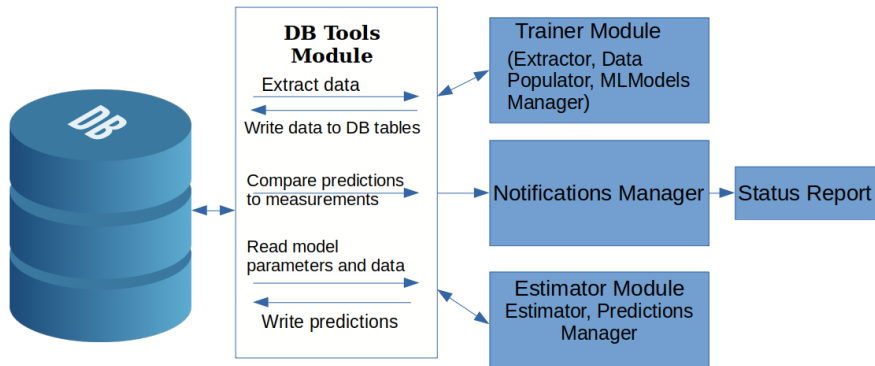 DB
DB Tools
Module
Extract data
Write data to DB tables
Compare predictions
to measurements
Read model
parameters and data
Write predictions
Trainer Module
(Extractor, Data
Populator, MLModels
Manager)
Notifications Manager
Status Report
Estimator Module
Estimator, Predictions
Manager